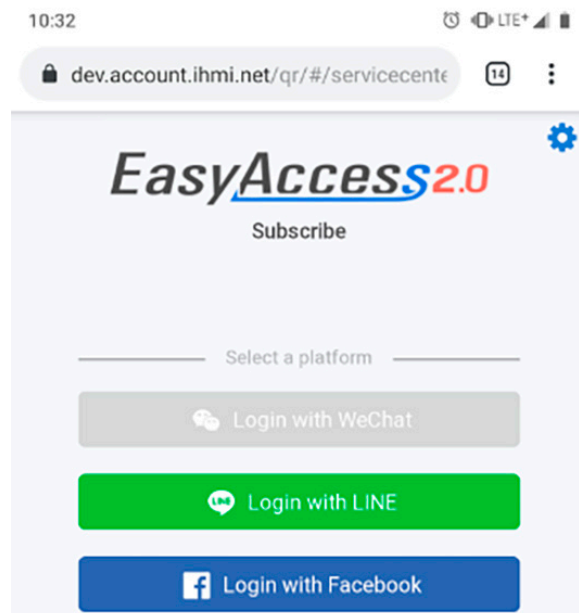 10:32 LTE+
dev.account.ihmi.net/qr/#/servicecente 14
EasyAccess2.0
Subscribe
Select a platform
Login with WeChat
LINE Login with LINE
f Login with Facebook